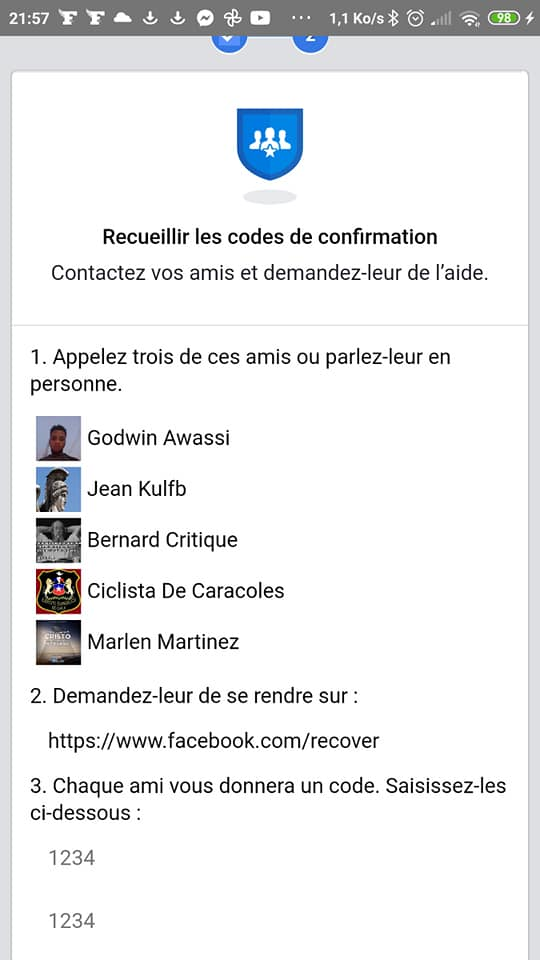 21:57
1,1 Ko/s
98
2
Recueillir les codes de confirmation
Contactez vos amis et demandez-leur de l’aide.
1. Appelez trois de ces amis ou parlez-leur en
personne.
Godwin Awassi
Jean Kulfb
Bernard Critique
Ciclista De Caracoles
CRISTO
Marlen Martinez
2. Demandez-leur de se rendre sur :
https://www.facebook.com/recover
3. Chaque ami vous donnera un code. Saisissez-les
ci-dessous :
1234
1234